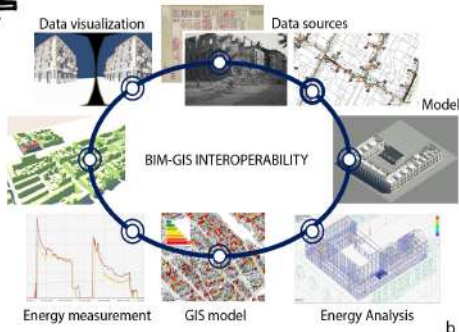 Data visualization
Data sources
Model
BIM-GIS INTEROPERABILITY
Energy measurement
GIS model
Energy Analysis
b